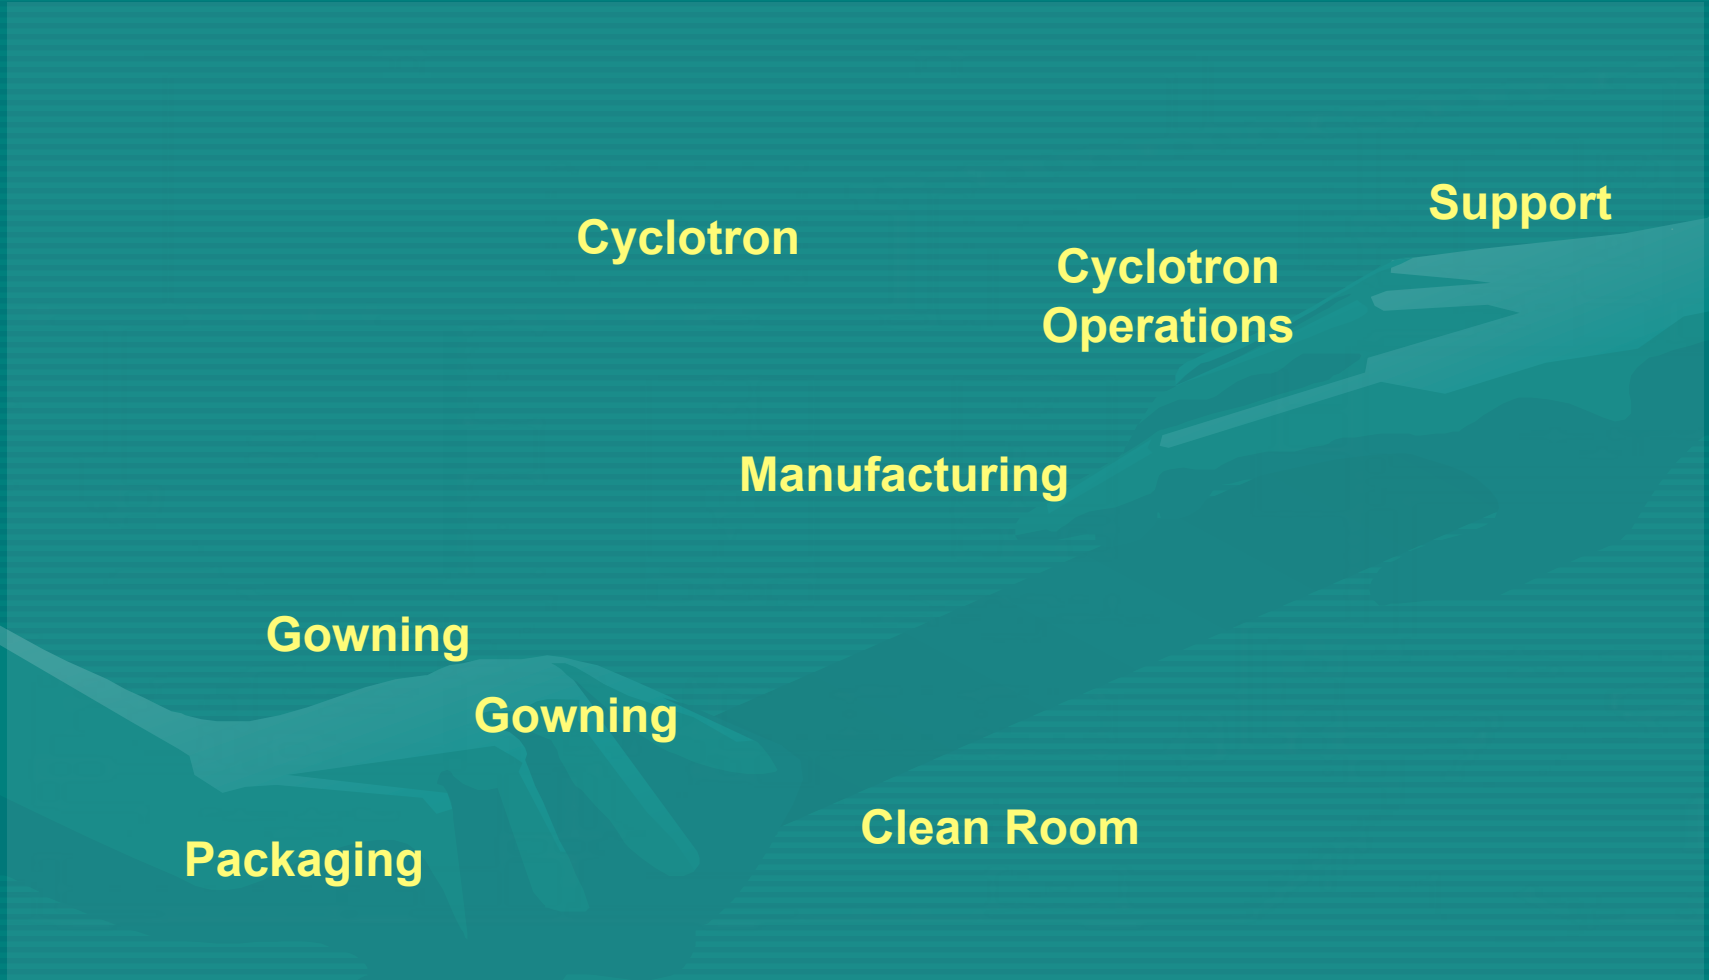 Support
Cyclotron
Cyclotron
Operations
Manufacturing
Gowning
Gowning
Clean Room
Packaging